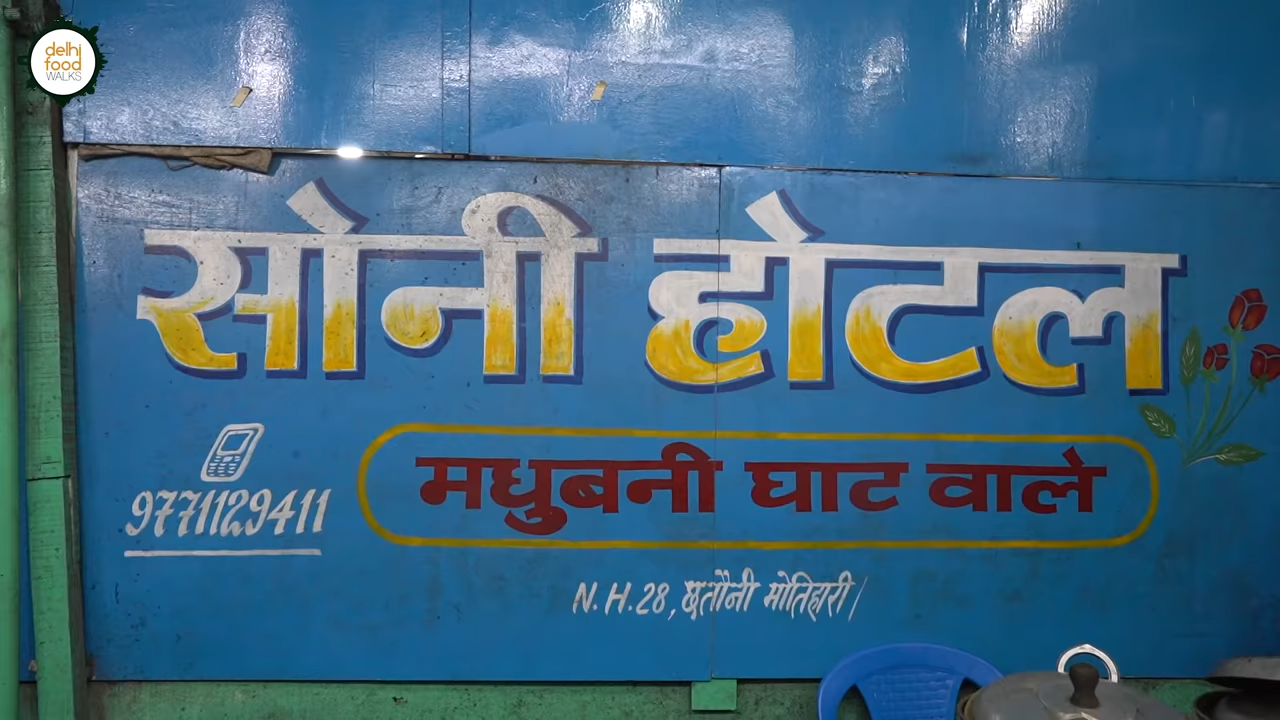 delhi
food
WALKS
सोनी होटल
मधुबनी घाट वाले
9771129411
N.H.28, छतौनी मोतिहारी/